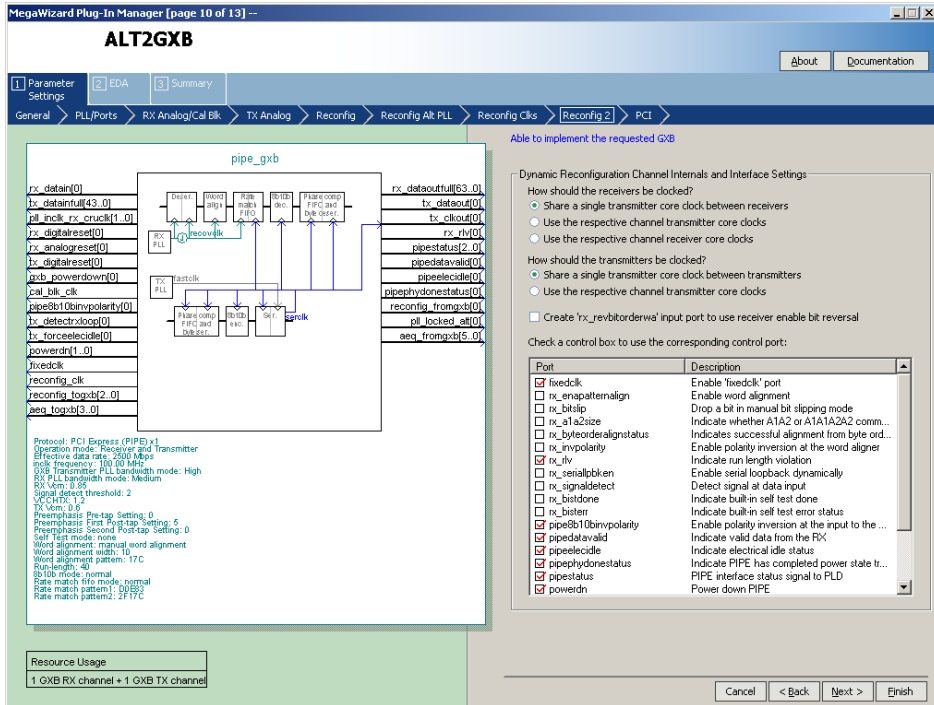 MegaWizard Plug-In Manager [page 10 of 13] --
ALT2GXB
About
Documentation
1 Parameter Settings
2 EDA
3 Summary
General
PLL/Ports
RX Analog/Cal Blk
TX Analog
Reconfig
Reconfig Alt PLL
Reconfig Clks
Reconfig 2
PCI
Able to implement the requested GXB
pipe_gxb
rx_datain[0]
tx_datainfull[43..0]
pll_inclk_rx_cruclk[1..0]
rx_digitalreset[0]
rx_analogreset[0]
tx_digitalreset[0]
gxb_powerdown[0]
cal_blk_clk
pipe8b10binvpolarity[0]
tx_detectrxloop[0]
tx_forceelecidle[0]
powerdn[1..0]
fixedclk
reconfig_clk
reconfig_togxb[2..0]
aeq_togxb[3..0]
Deser.
Word align
Rate match FIFO
8b10b dec.
Phase comp FIFO and byte deser.
RX PLL
recovclk
TX PLL
fastclk
Phase comp FIFO and byte ser.
8b10b enc.
Ser.
serclk
rx_dataoutfull[63..0]
tx_dataout[0]
tx_clkout[0]
rx_rlv[0]
pipestatus[2..0]
pipedatavalid[0]
pipeelecidle[0]
pipephydonestatus[0]
reconfig_fromgxb[0]
pll_locked_alt[0]
aeq_fromgxb[5..0]
Protocol: PCI Express (PIPE) x1
Operation mode: Receiver and Transmitter
Effective data rate: 2500 Mbps
inclk frequency: 100.00 MHz
GXB Transmitter PLL bandwidth mode: High
RX PLL bandwidth mode: Medium
RX Vcm: 0.85
Signal detect threshold: 2
VCCHTX: 1.2
TX Vcm: 0.6
Preemphasis Pre-tap Setting: 0
Preemphasis First Post-tap Setting: 5
Preemphasis Second Post-tap Setting: 0
Self Test mode: none
Word alignment: manual word alignment
Word alignment width: 10
Word alignment pattern: 17C
Run-length: 40
8b10b mode: normal
Rate match fifo mode: normal
Rate match pattern1: D0E83
Rate match pattern2: 2F17C
Resource Usage
1 GXB RX channel + 1 GXB TX channel
Dynamic Reconfiguration Channel Internals and Interface Settings
How should the receivers be clocked?
Share a single transmitter core clock between receivers
Use the respective channel transmitter core clocks
Use the respective channel receiver core clocks
How should the transmitters be clocked?
Share a single transmitter core clock between transmitters
Use the respective channel transmitter core clocks
Create 'rx_revbitorderwa' input port to use receiver enable bit reversal
Check a control box to use the corresponding control port:
Port Description
fixedclk Enable 'fixedclk' port
rx_enapatternalign Enable word alignment
rx_bitslip Drop a bit in manual bit slipping mode
rx_a1a2size Indicate whether A1A2 or A1A1A2A2 comm...
rx_byteorderalignstatus Indicates successful alignment from byte ord...
rx_invpolarity Enable polarity inversion at the word aligner
rx_rlv Indicate run length violation
rx_seriallpbken Enable serial loopback dynamically
rx_signaldetect Detect signal at data input
rx_bistdone Indicate built-in self test done
rx_bisterr Indicate built-in self test error status
pipe8b10binvpolarity Enable polarity inversion at the input to the ...
pipedatavalid Indicate valid data from the RX
pipeelecidle Indicate electrical idle status
pipephydonestatus Indicate PIPE has completed power state tr...
pipestatus PIPE interface status signal to PLD
powerdn Power down PIPE
Cancel
< Back
Next >
Finish